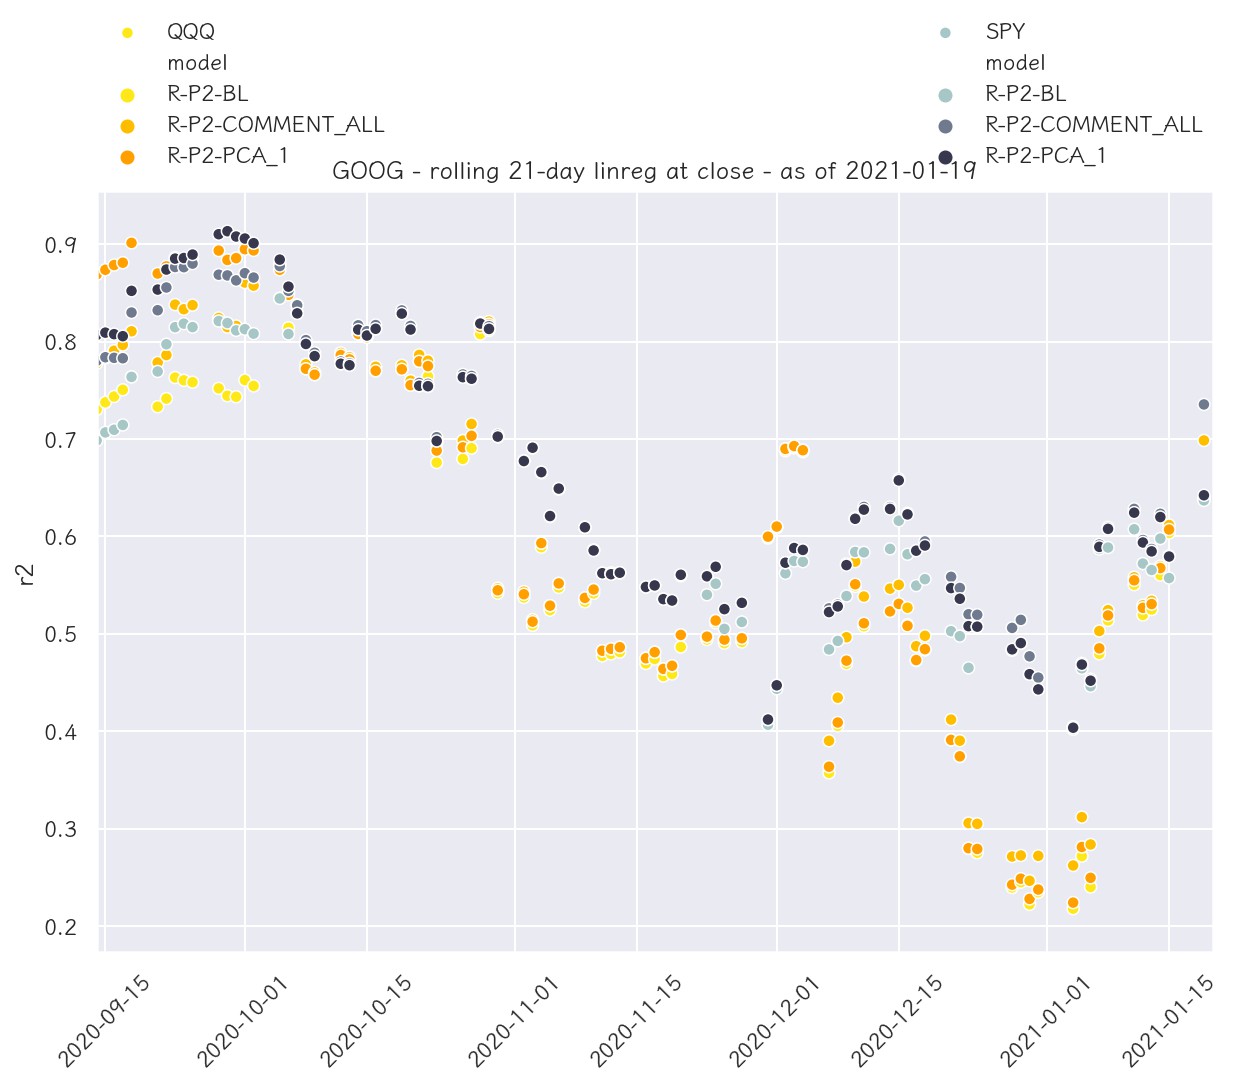 QQQ
model
R-P2-BL
R-P2-COMMENT_ALL
R-P2-PCA_1
SPY
model
R-P2-BL
R-P2-COMMENT_ALL
R-P2-PCA_1
GOOG - rolling 21-day linreg at close - as of 2021-01-19
0.9
0.8
0.7
0.6
0.5
0.4
0.3
0.2
r2
2020-09-15
2020-10-01
2020-10-15
2020-11-01
2020-11-15
2020-12-01
2020-12-15
2021-01-01
2021-01-15